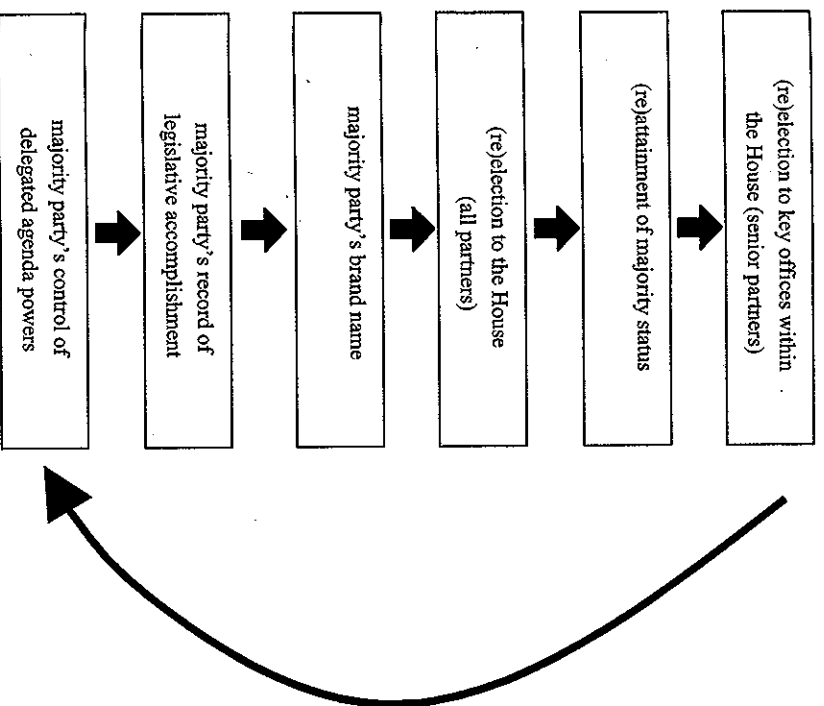 (re)election to key offices within
the House (senior partners)
(re)attainment of majority status
(re)election to the House
(all partners)
majority party's brand name
majority party's record of
legislative accomplishment
majority party's control of
delegated agenda powers